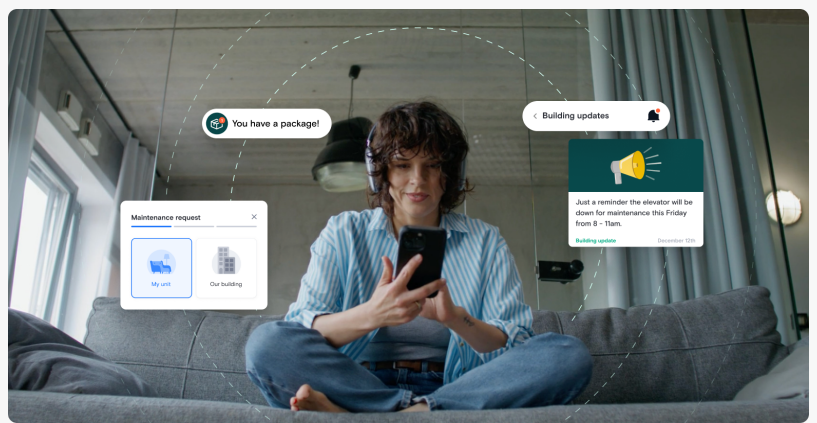 You have a package!
Building updates
Just a reminder the elevator will be
down for maintenance this Friday
from 8 - 11am.
Building update
December 12th
Maintenance request
My unit
Our building